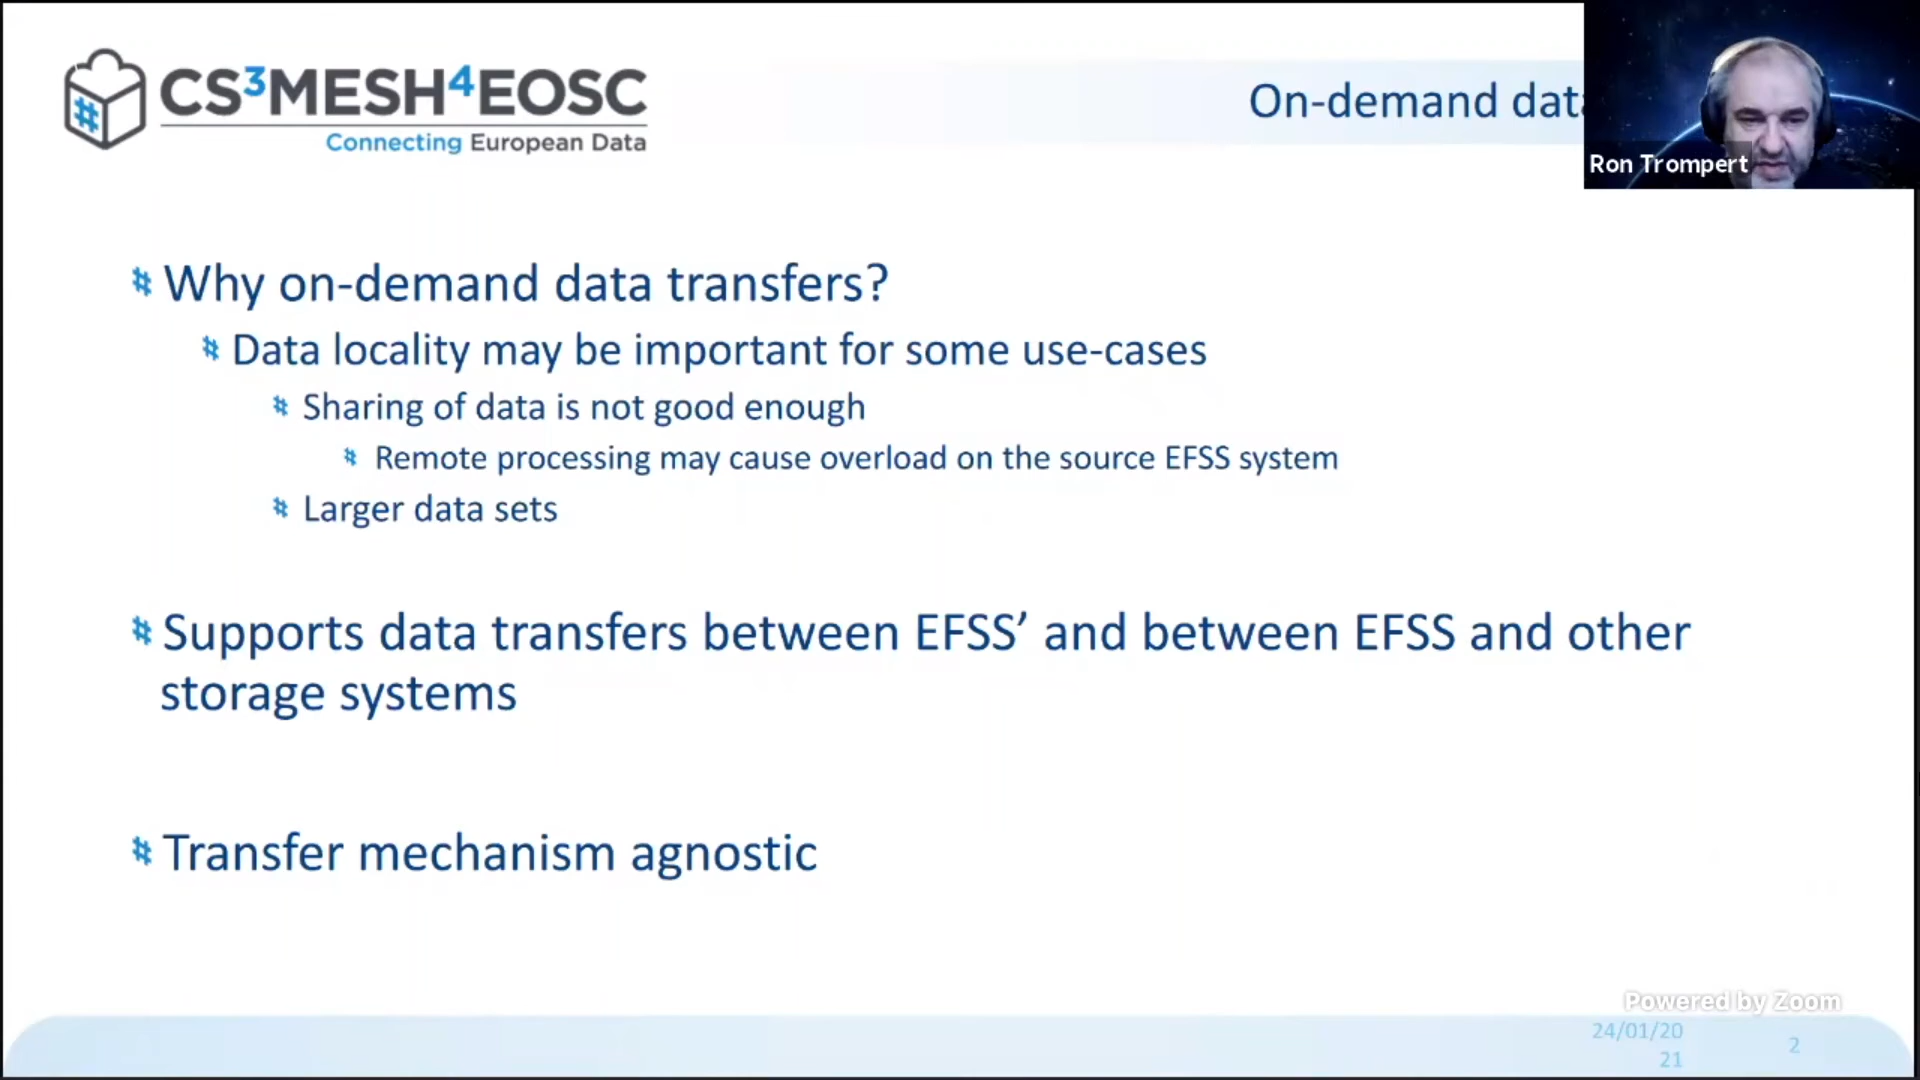 CS3MESH4EOSC
Connecting European Data
On-demand dat
Ron Trompert
Why on-demand data transfers?
Data locality may be important for some use-cases
Sharing of data is not good enough
Remote processing may cause overload on the source EFSS system
Larger data sets
Supports data transfers between EFSS’ and between EFSS and other
storage systems
Transfer mechanism agnostic
Powered by Zoom
24/01/20
21
2